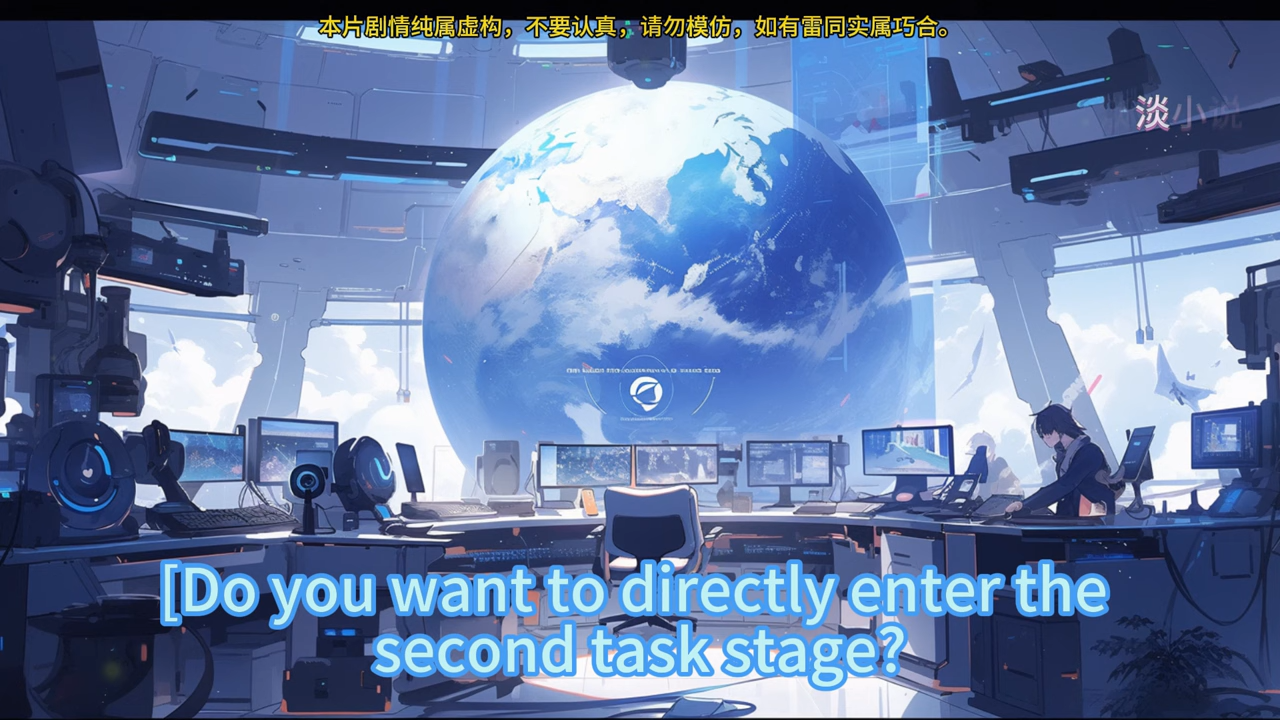 本片剧情纯属虚构，不要认真，请勿模仿，如有雷同实属巧合。
淡小说
[Do you want to directly enter the
second task stage?